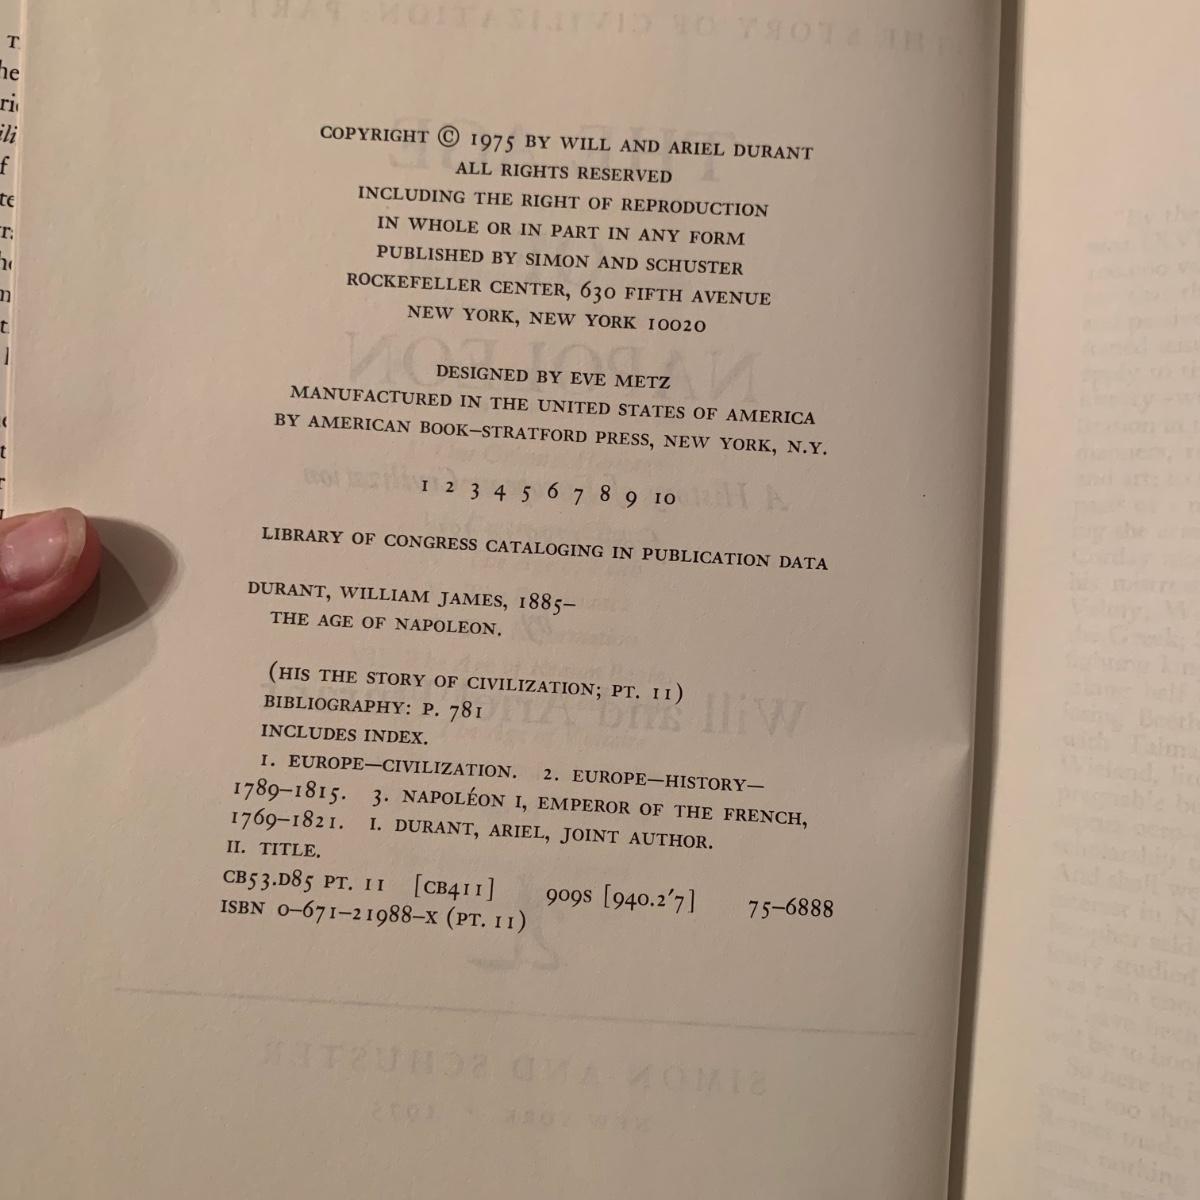 COPYRIGHT © 1975 BY WILL AND ARIEL DURANT
ALL RIGHTS RESERVED
INCLUDING THE RIGHT OF REPRODUCTION
IN WHOLE OR IN PART IN ANY FORM
PUBLISHED BY SIMON AND SCHUSTER
ROCKEFELLER CENTER, 630 FIFTH AVENUE
NEW YORK, NEW YORK 10020
DESIGNED BY EVE METZ
MANUFACTURED IN THE UNITED STATES OF AMERICA
BY AMERICAN BOOK–STRATFORD PRESS, NEW YORK, N.Y.
1 2 3 4 5 6 7 8 9 10
LIBRARY OF CONGRESS CATALOGING IN PUBLICATION DATA
DURANT, WILLIAM JAMES, 1885–
THE AGE OF NAPOLEON.
(HIS THE STORY OF CIVILIZATION; PT. 11)
BIBLIOGRAPHY: P. 781
INCLUDES INDEX.
1. EUROPE—CIVILIZATION. 2. EUROPE—HISTORY—
1789–1815. 3. NAPOLÉON I, EMPEROR OF THE FRENCH,
1769–1821. I. DURANT, ARIEL, JOINT AUTHOR.
II. TITLE.
CB53.D85 PT. 11 [CB411] 909S [940.2′7] 75–6888
ISBN 0–671–21988–X (PT. 11)